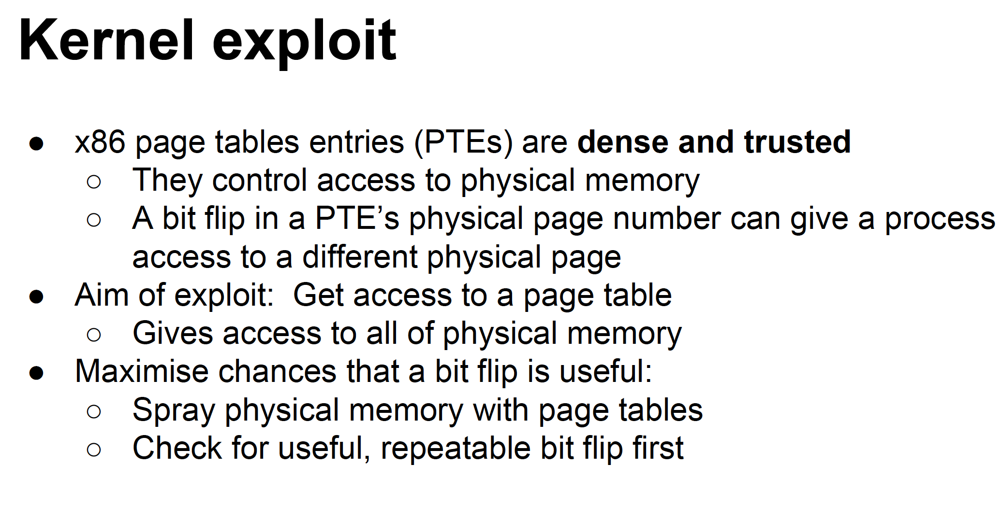 Kernel exploit
● x86 page tables entries (PTEs) are dense and trusted
○ They control access to physical memory
○ A bit flip in a PTE’s physical page number can give a process
access to a different physical page
● Aim of exploit:  Get access to a page table
○ Gives access to all of physical memory
● Maximise chances that a bit flip is useful:
○ Spray physical memory with page tables
○ Check for useful, repeatable bit flip first